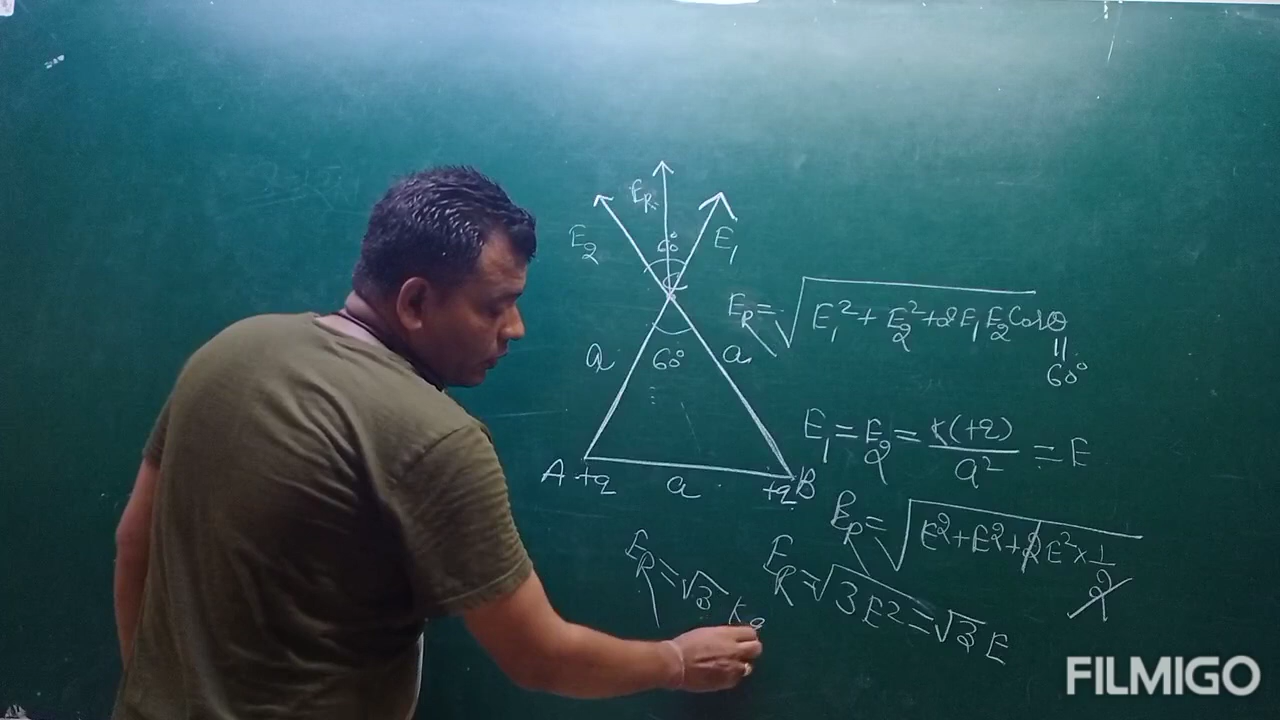 E_R
E_2
60°
E_1
C
E_R = √(E_1² + E_2² + 2E_1E_2Cosθ)
||
60°
a 60° a
E_1 = E_2 = K(+q)/a² = E
A +q a +q B
E_R = √(E² + E² + 2E² × 1/2)
E_R = √3E² = √3 E
E_R = √3 Kq
FILMIGO